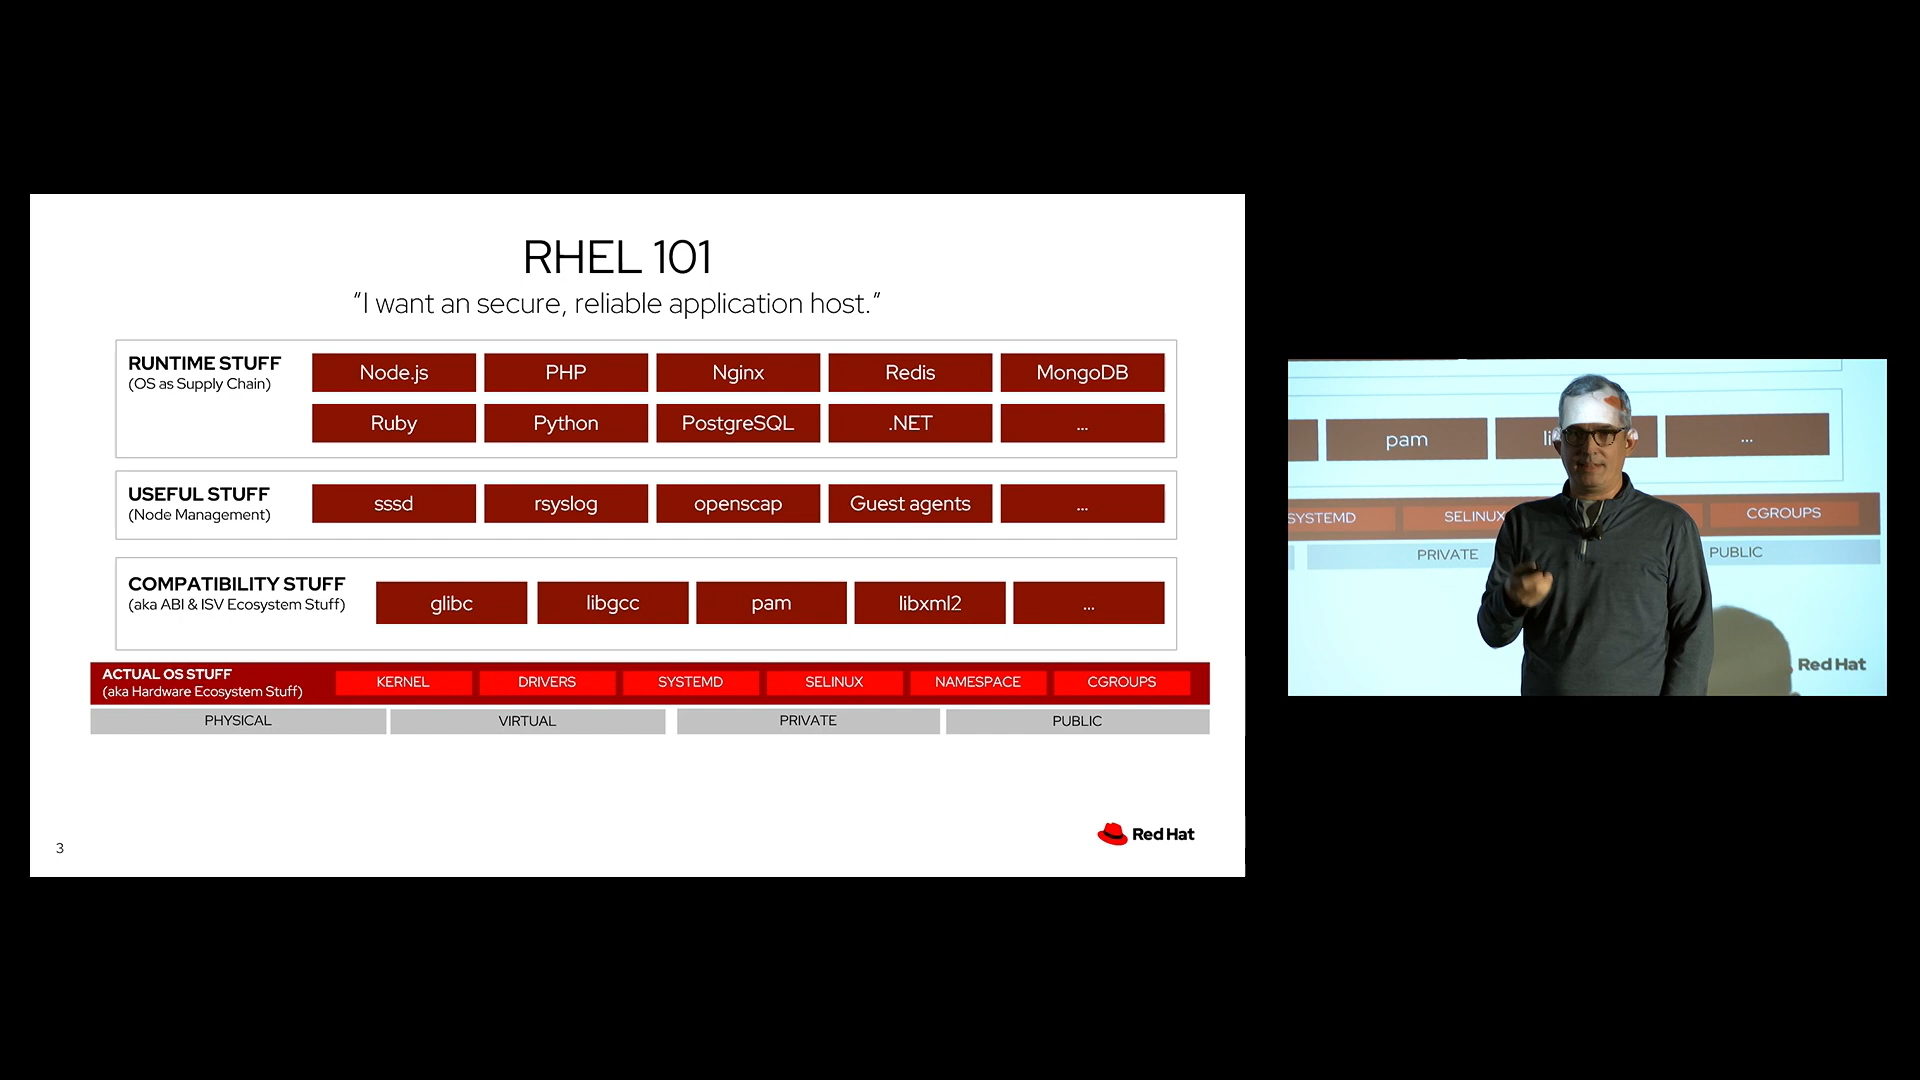 RHEL 101
“I want an secure, reliable application host.”
RUNTIME STUFF
(OS as Supply Chain)
Node.js
PHP
Nginx
Redis
MongoDB
Ruby
Python
PostgreSQL
.NET
...
USEFUL STUFF
(Node Management)
sssd
rsyslog
openscap
Guest agents
...
COMPATIBILITY STUFF
(aka ABI & ISV Ecosystem Stuff)
glibc
libgcc
pam
libxml2
...
ACTUAL OS STUFF
(aka Hardware Ecosystem Stuff)
KERNEL
DRIVERS
SYSTEMD
SELINUX
NAMESPACE
CGROUPS
PHYSICAL
VIRTUAL
PRIVATE
PUBLIC
Red Hat
3
pam
li
...
SYSTEMD
SELINUX
CGROUPS
PRIVATE
PUBLIC
Red Hat